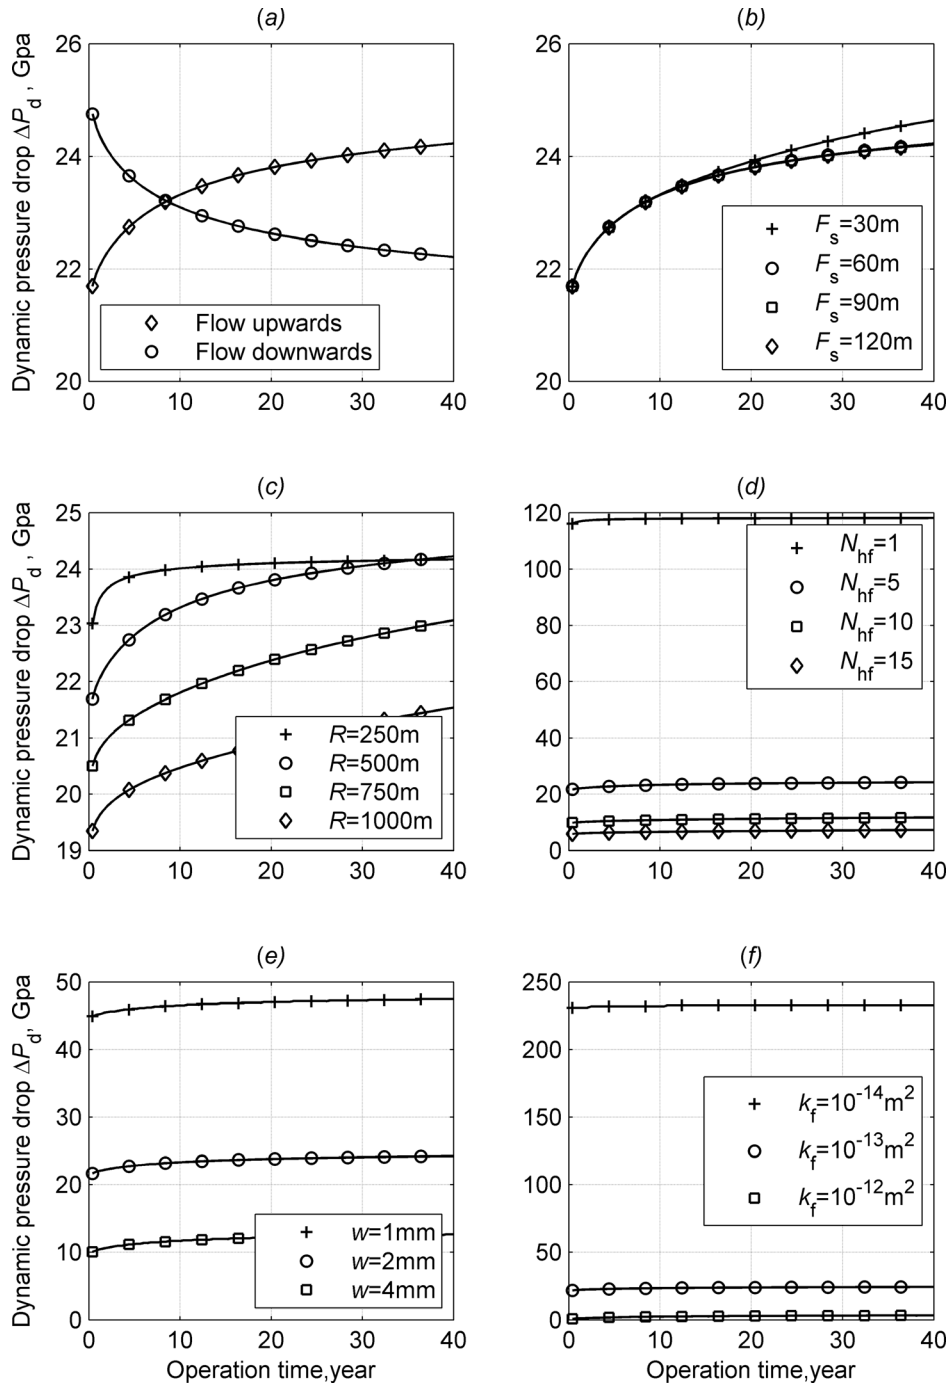 (a)
(b)
26
24
22
20
0
10
20
30
40
Dynamic pressure drop ΔP_d , Gpa
Flow upwards
Flow downwards
26
24
22
20
0
10
20
30
40
F_s=30m
F_s=60m
F_s=90m
F_s=120m
(c)
(d)
25
24
23
22
21
20
19
0
10
20
30
40
Dynamic pressure drop ΔP_d , Gpa
R=250m
R=500m
R=750m
R=1000m
120
100
80
60
40
20
0
0
10
20
30
40
N_hf=1
N_hf=5
N_hf=10
N_hf=15
(e)
(f)
50
40
30
20
10
0
0
10
20
30
40
Dynamic pressure drop ΔP_d, Gpa
Operation time,year
w=1mm
w=2mm
w=4mm
250
200
150
100
50
0
0
10
20
30
40
Operation time,year
k_f=10^-14m^2
k_f=10^-13m^2
k_f=10^-12m^2